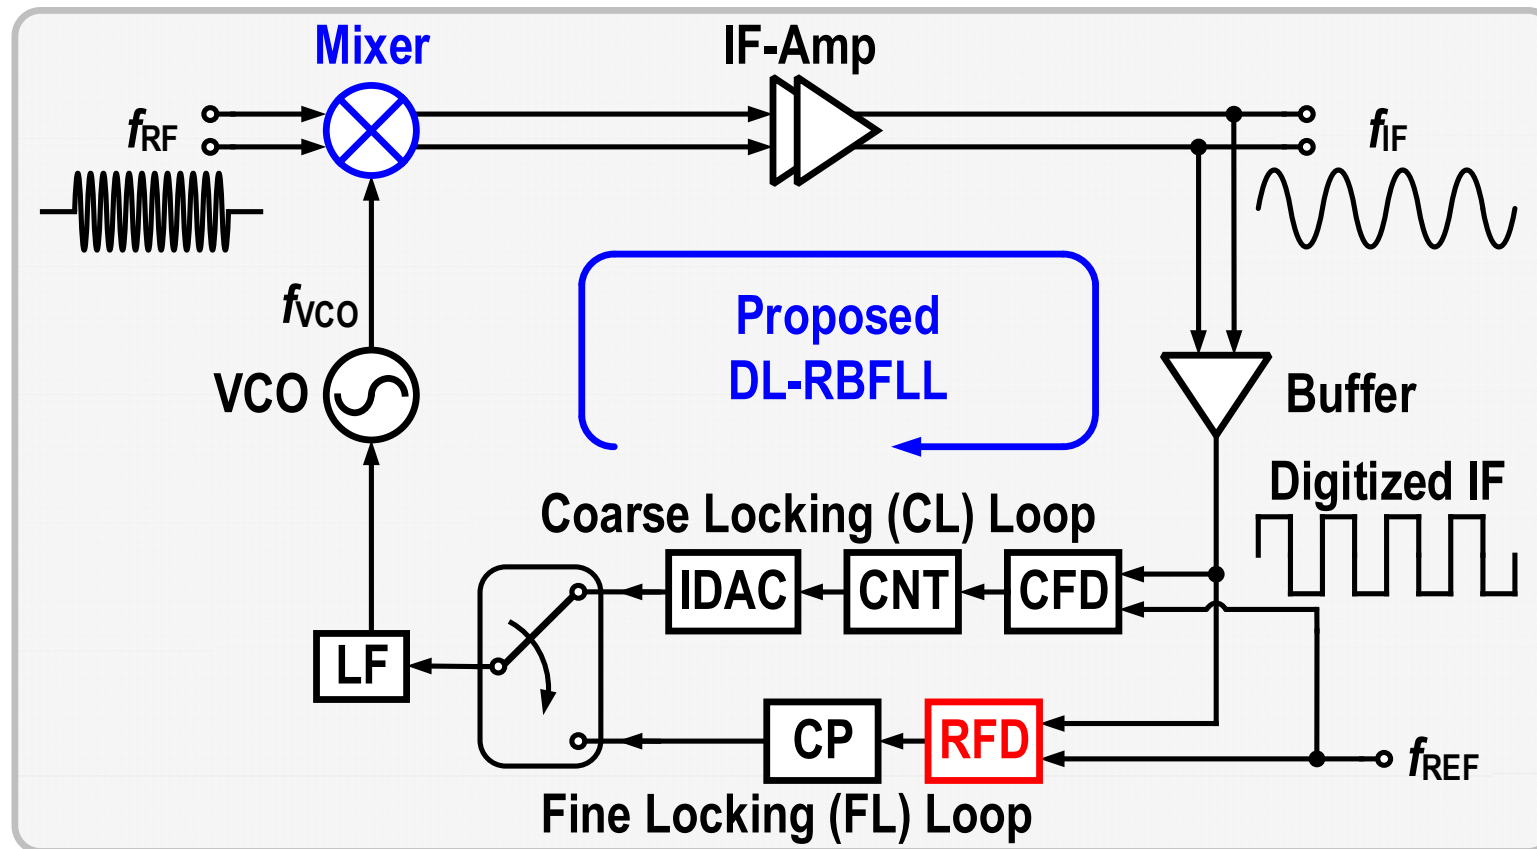 Mixer
IF-Amp
fRF
fIF
fVCO
Proposed
DL-RBFLL
VCO
Buffer
Digitized IF
Coarse Locking (CL) Loop
IDAC
CNT
CFD
LF
CP
RFD
fREF
Fine Locking (FL) Loop